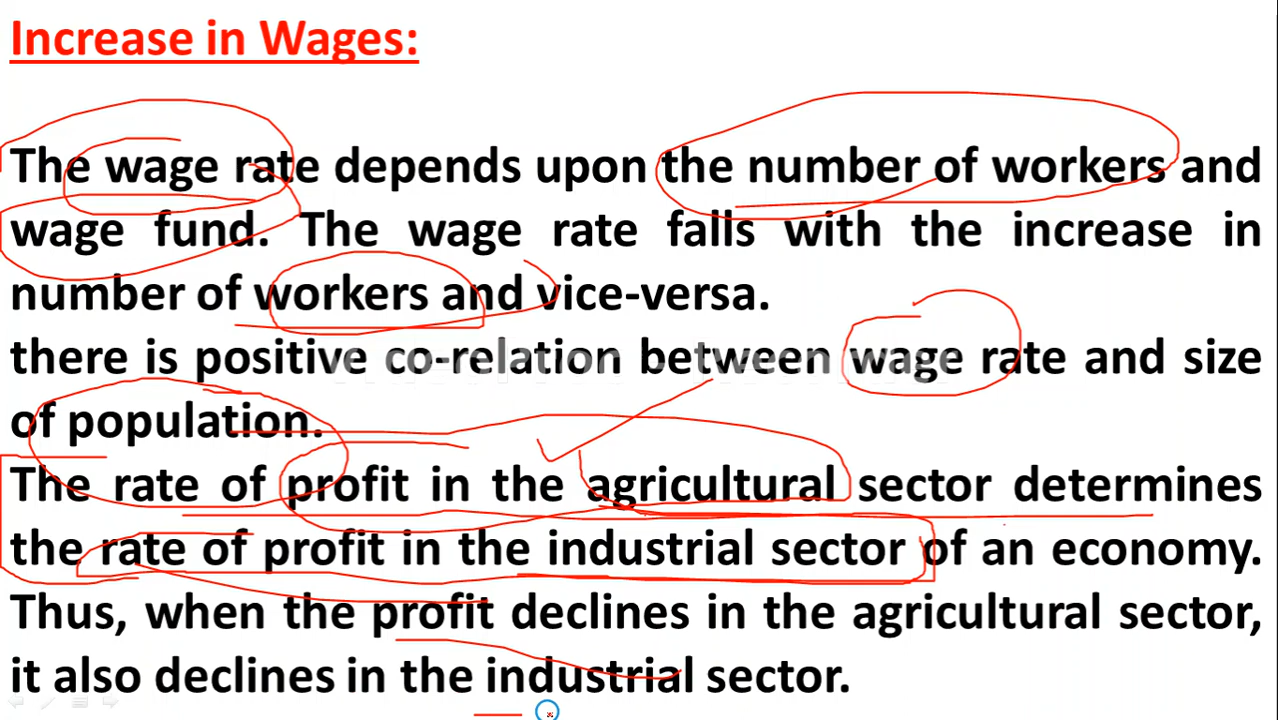 Increase in Wages:
The wage rate depends upon the number of workers and
wage fund. The wage rate falls with the increase in
number of workers and vice-versa.
there is positive co-relation between wage rate and size
of population.
The rate of profit in the agricultural sector determines
the rate of profit in the industrial sector of an economy.
Thus, when the profit declines in the agricultural sector,
it also declines in the industrial sector.